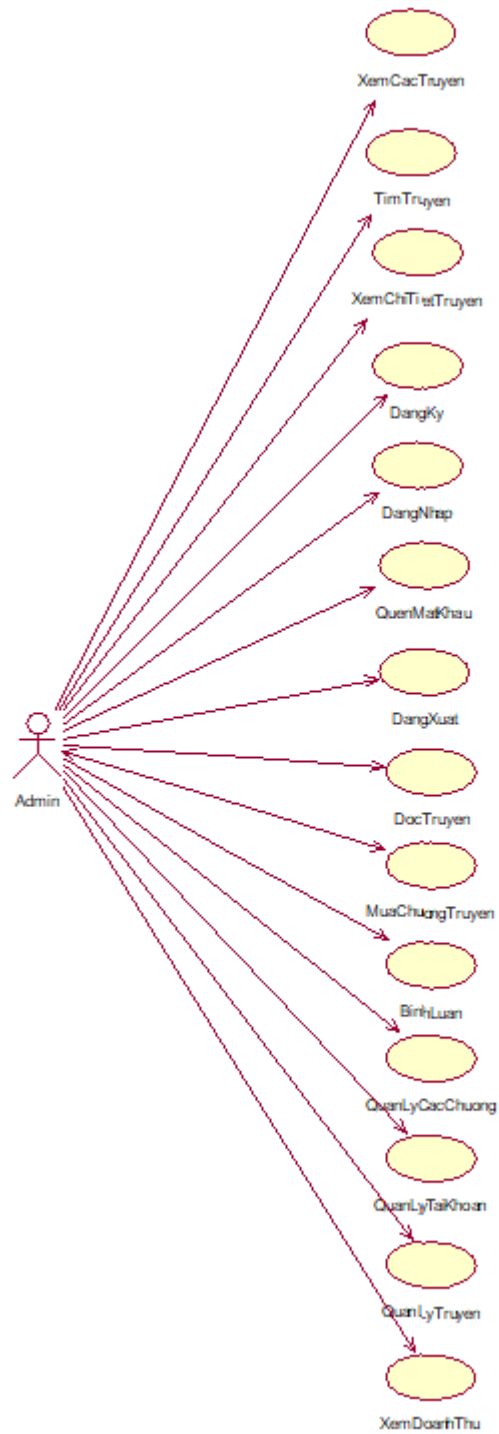 XemCacTruyen
TimTruyen
XemChiTietTruyen
DangKy
DangNhap
QuenMatKhau
DangXuat
Admin
DocTruyen
MuaChuongTruyen
BinhLuan
QuanLyCacChuong
QuanLyTaiKhoan
QuanLyTruyen
XemDoanhThu